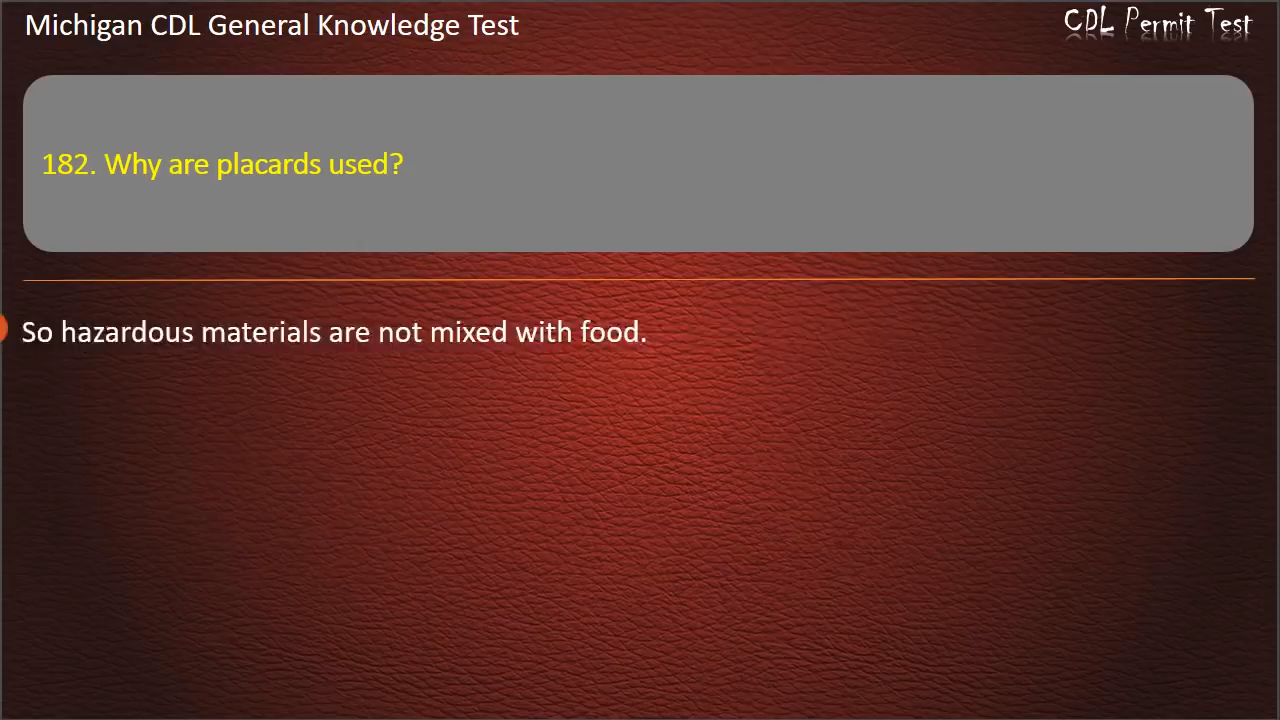 Michigan CDL General Knowledge Test
CDL Permit Test
182. Why are placards used?
So hazardous materials are not mixed with food.